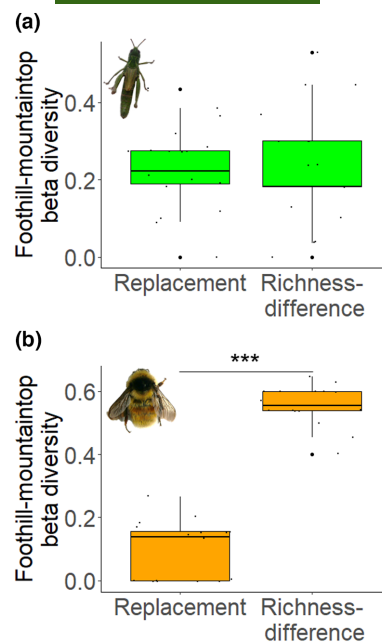 (a)
Foothill-mountaintop
beta diversity
0.4
0.2
0.0
Replacement
Richness-
difference
(b)
***
Foothill-mountaintop
beta diversity
0.6
0.4
0.2
0.0
Replacement
Richness-
difference